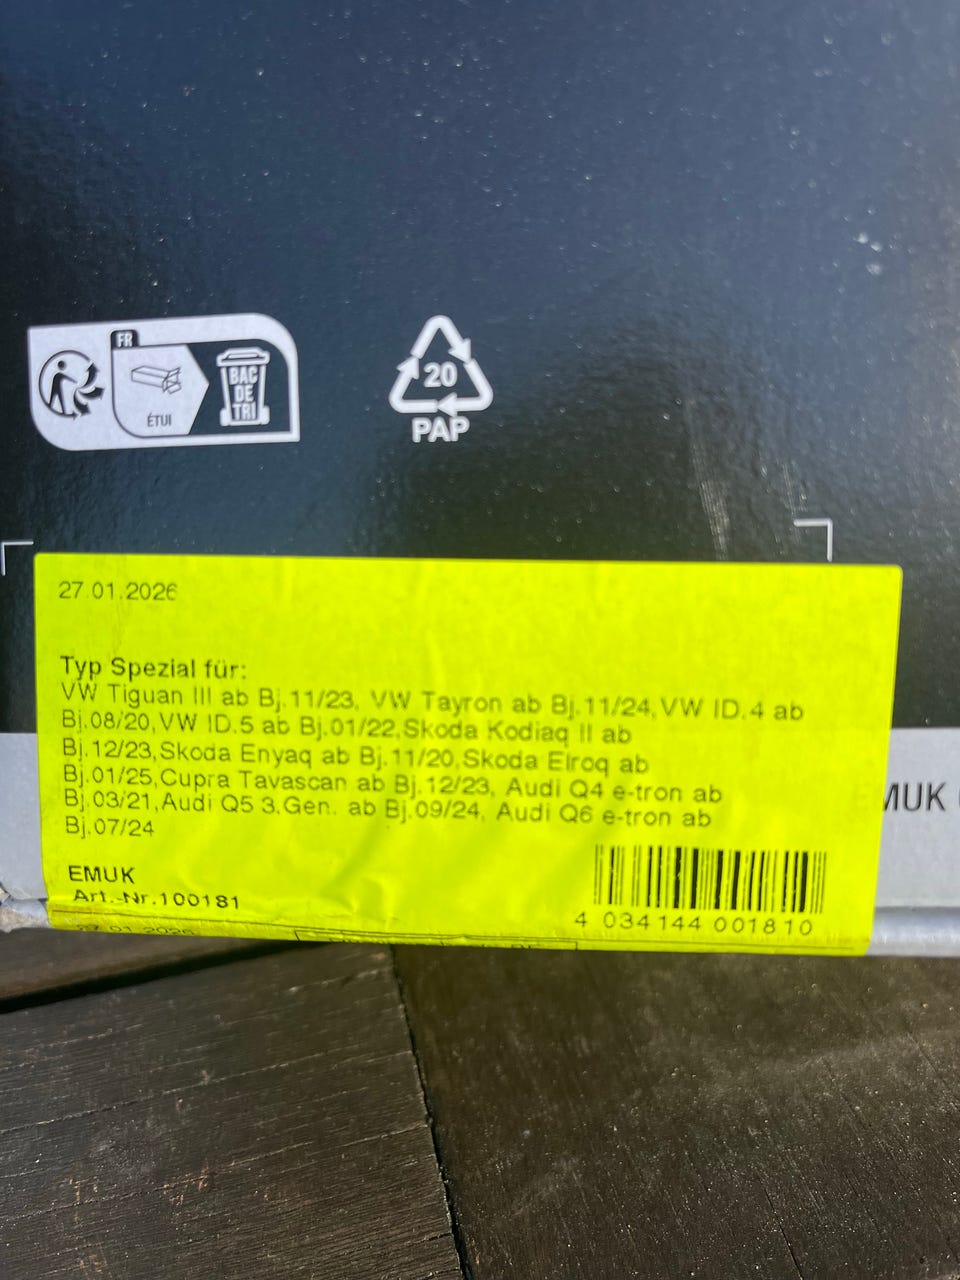 FR
ÉTUI
BAC
DE
TRI
20
PAP
27.01.2026
Typ Spezial für:
VW Tiguan III ab Bj.11/23, VW Tayron ab Bj.11/24,VW ID.4 ab
Bj.08/20,VW ID.5 ab Bj.01/22,Skoda Kodiaq II ab
Bj.12/23,Skoda Enyaq ab Bj.11/20,Skoda Elroq ab
Bj.01/25,Cupra Tavascan ab Bj.12/23, Audi Q4 e-tron ab
Bj.03/21,Audi Q5 3.Gen. ab Bj.09/24, Audi Q6 e-tron ab
Bj.07/24
MUK
EMUK
Art.-Nr.100181
4 034144 001810
27.01.2026